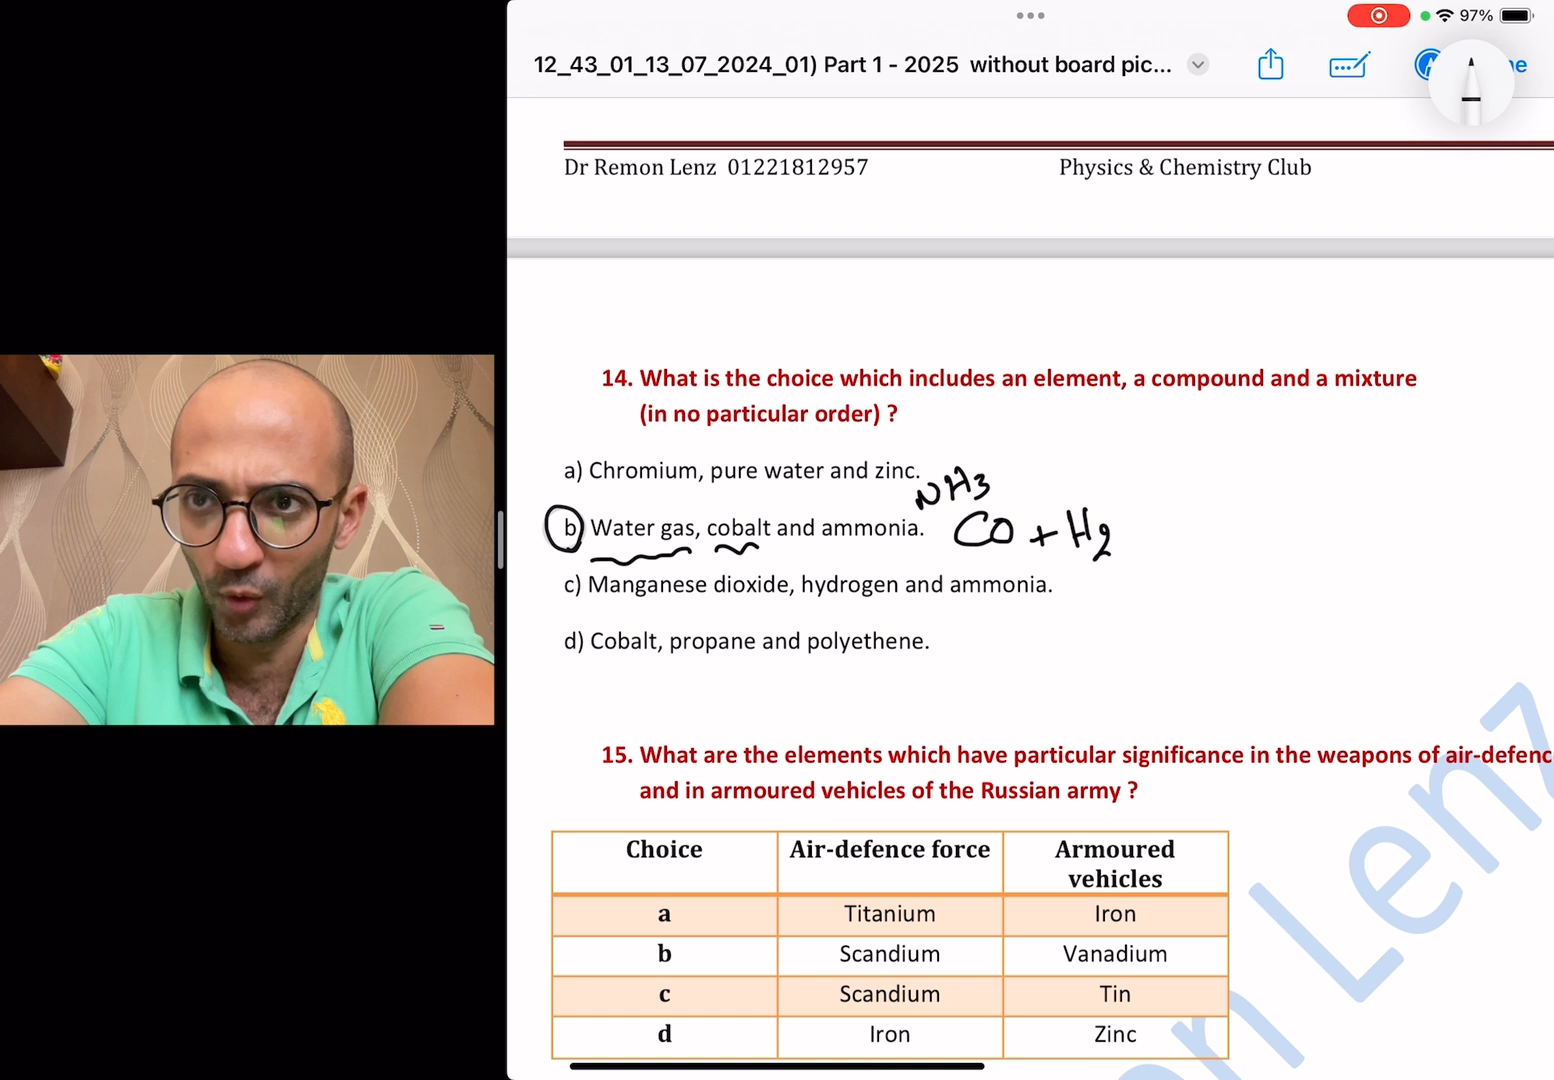 97%
12_43_01_13_07_2024_01) Part 1 - 2025 without board pic...
Dr Remon Lenz 01221812957 Physics & Chemistry Club
14. What is the choice which includes an element, a compound and a mixture
(in no particular order) ?
a) Chromium, pure water and zinc.
NH3
b) Water gas, cobalt and ammonia. CO + H2
c) Manganese dioxide, hydrogen and ammonia.
d) Cobalt, propane and polyethene.
15. What are the elements which have particular significance in the weapons of air-defenc
and in armoured vehicles of the Russian army ?
Choice Air-defence force Armoured
vehicles
a Titanium Iron
b Scandium Vanadium
c Scandium Tin
d Iron Zinc
n Lenz